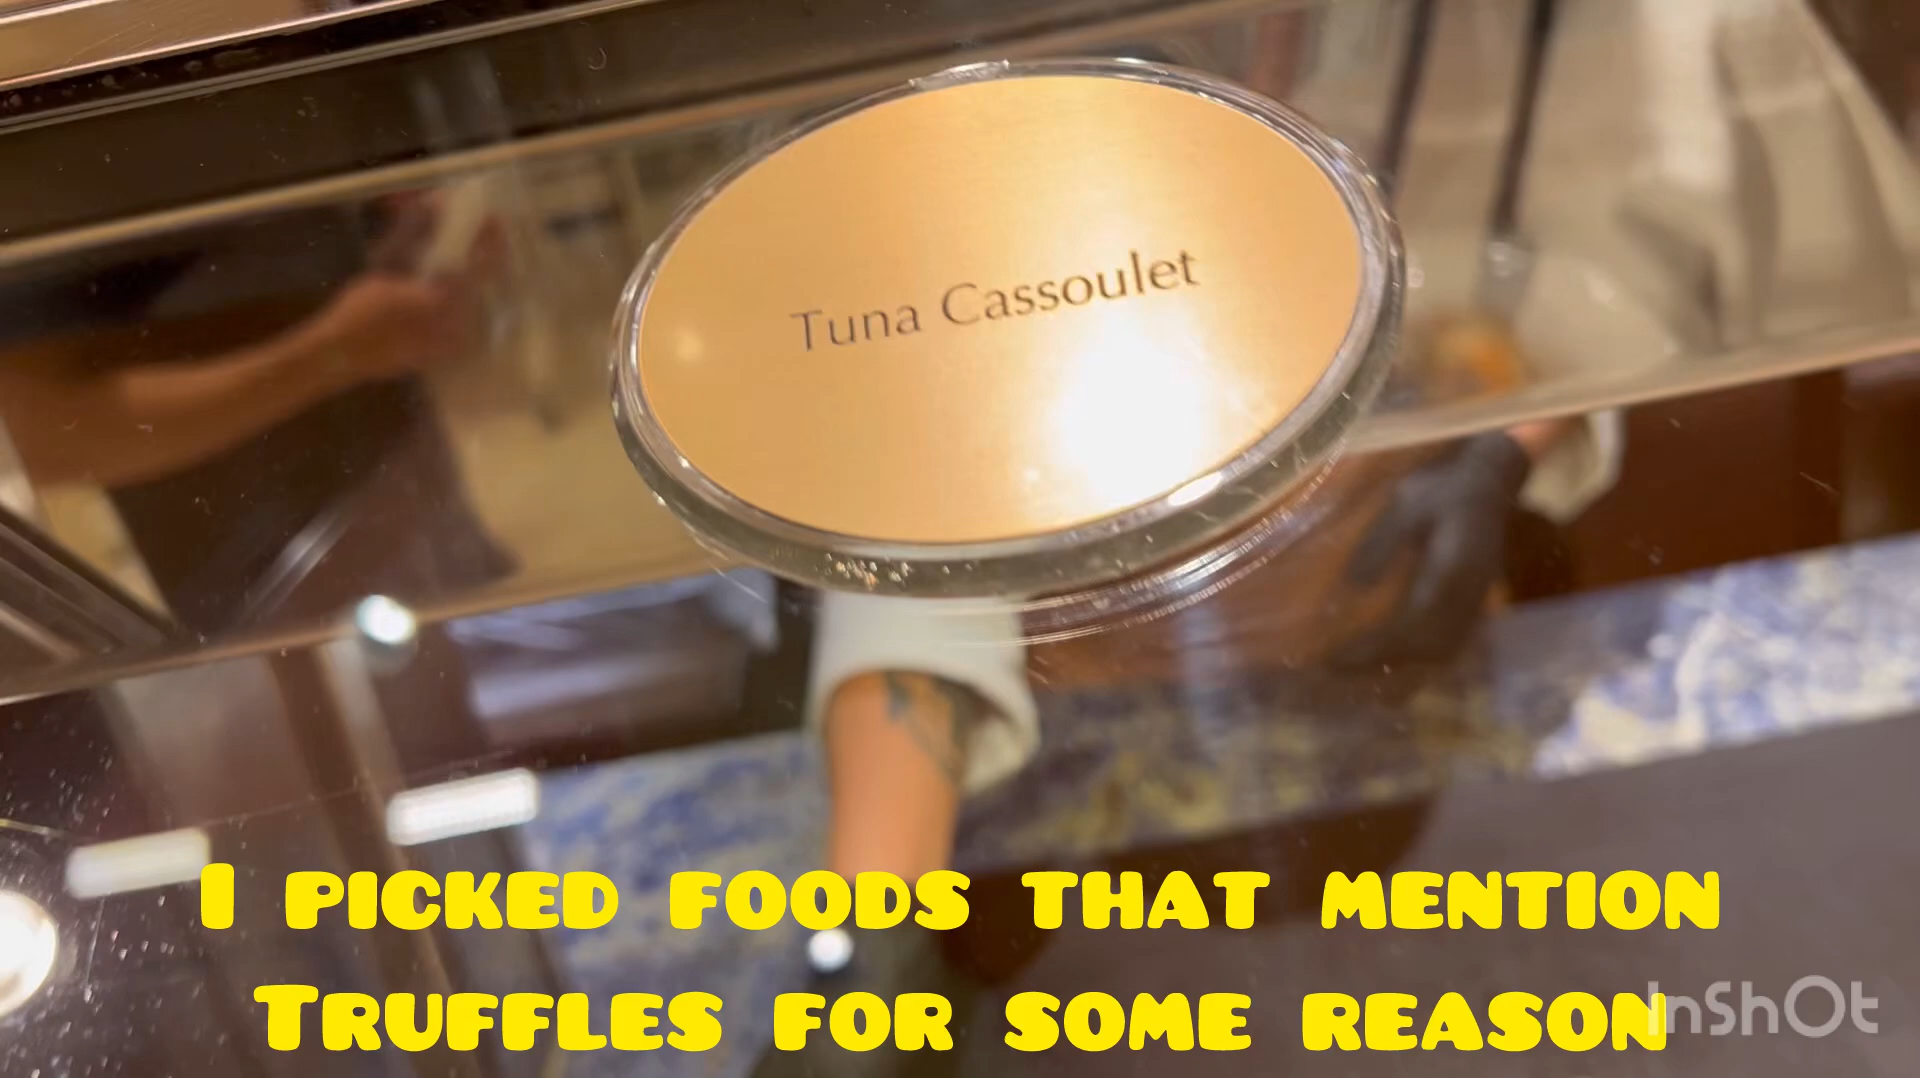 Tuna Cassoulet
I PICKED FOODS THAT MENTION
TRUFFLES FOR SOME REASON
InShOt